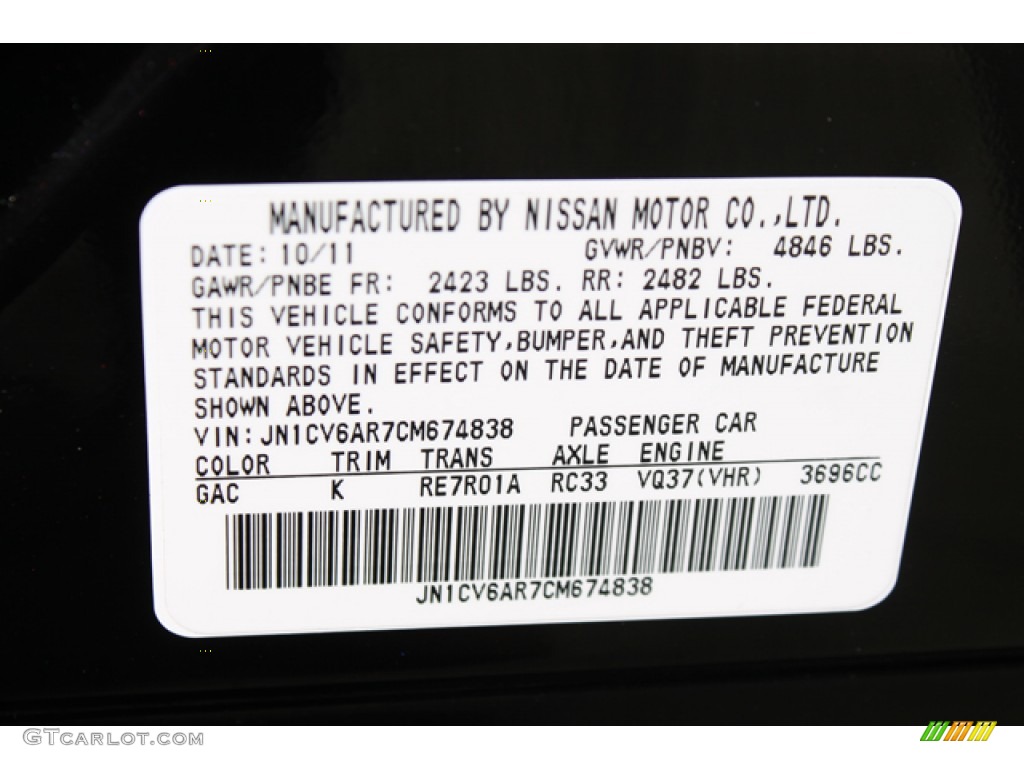 MANUFACTURED BY NISSAN MOTOR CO.,LTD.
DATE: 10/11 GVWR/PNBV: 4846 LBS.
GAWR/PNBE FR: 2423 LBS. RR: 2482 LBS.
THIS VEHICLE CONFORMS TO ALL APPLICABLE FEDERAL
MOTOR VEHICLE SAFETY,BUMPER,AND THEFT PREVENTION
STANDARDS IN EFFECT ON THE DATE OF MANUFACTURE
SHOWN ABOVE.
VIN:JN1CV6AR7CM674838 PASSENGER CAR
COLOR TRIM TRANS AXLE ENGINE
GAC K RE7R01A RC33 VQ37(VHR) 3696CC
JN1CV6AR7CM674838
GTCARLOT.COM